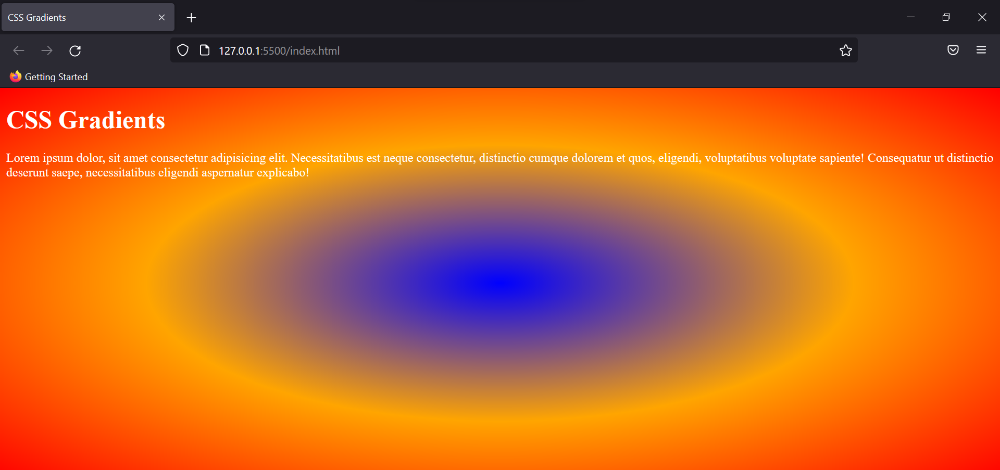 CSS Gradients
127.0.0.1:5500/index.html
Getting Started
CSS Gradients
Lorem ipsum dolor, sit amet consectetur adipisicing elit. Necessitatibus est neque consectetur, distinctio cumque dolorem et quos, eligendi, voluptatibus voluptate sapiente! Consequatur ut distinctio
deserunt saepe, necessitatibus eligendi aspernatur explicabo!